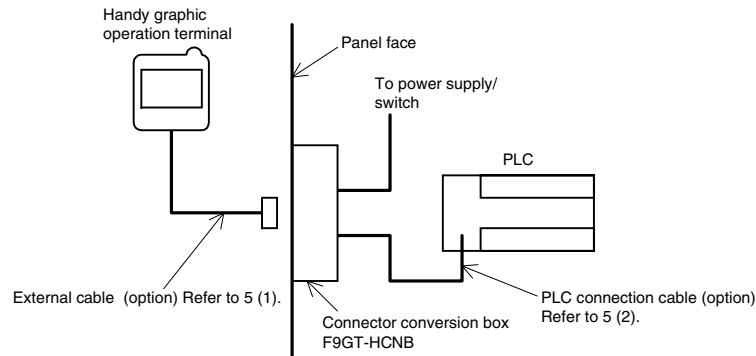 Handy graphic
operation terminal
Panel face
To power supply/
switch
PLC
External cable (option) Refer to 5 (1).
Connector conversion box
F9GT-HCNB
PLC connection cable (option)
Refer to 5 (2).